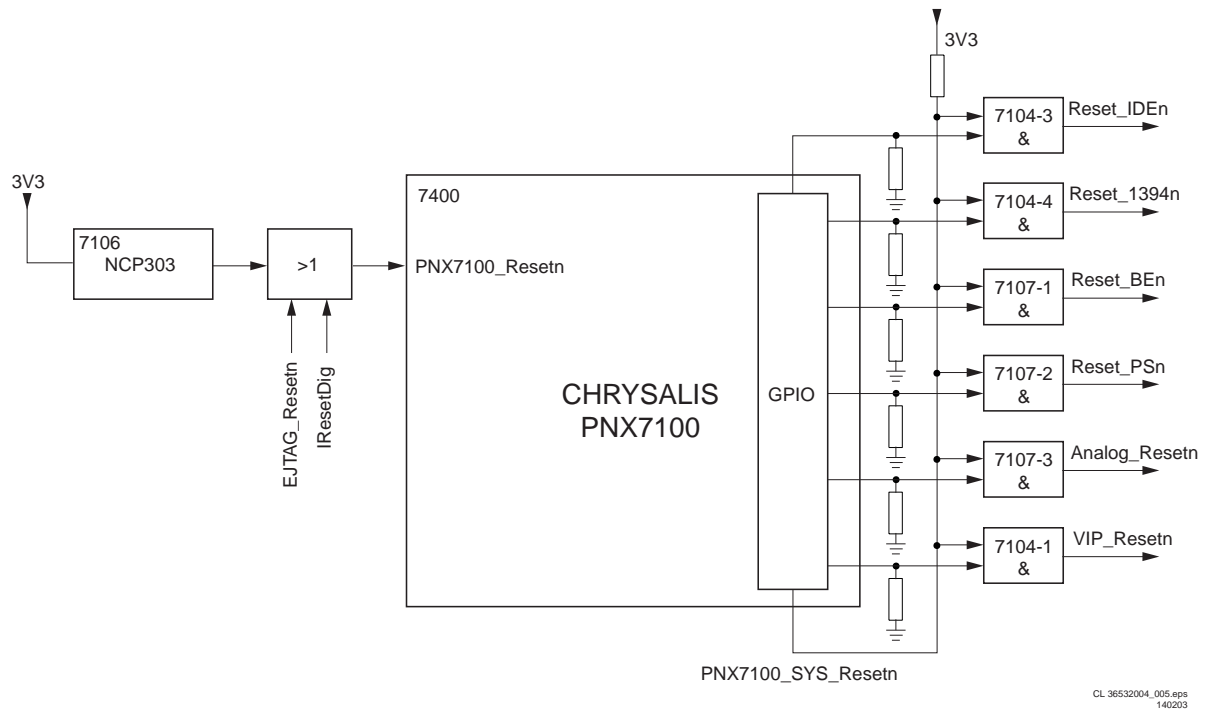 3V3
7104-3
&
Reset_IDEn
7104-4
&
Reset_1394n
7107-1
&
Reset_BEn
7107-2
&
Reset_PSn
7107-3
&
Analog_Resetn
7104-1
&
VIP_Resetn
3V3
7106
NCP303
>1
EJTAG_Resetn
IResetDig
7400
PNX7100_Resetn
CHRYSALIS
PNX7100
GPIO
PNX7100_SYS_Resetn
CL 36532004_005.eps
140203